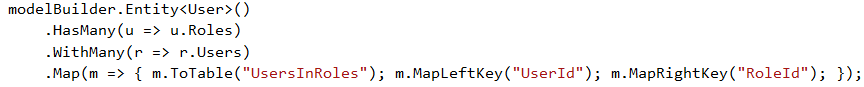 modelBuilder.Entity<User>()
.HasMany(u => u.Roles)
.WithMany(r => r.Users)
.Map(m => { m.ToTable("UsersInRoles"); m.MapLeftKey("UserId"); m.MapRightKey("RoleId"); });